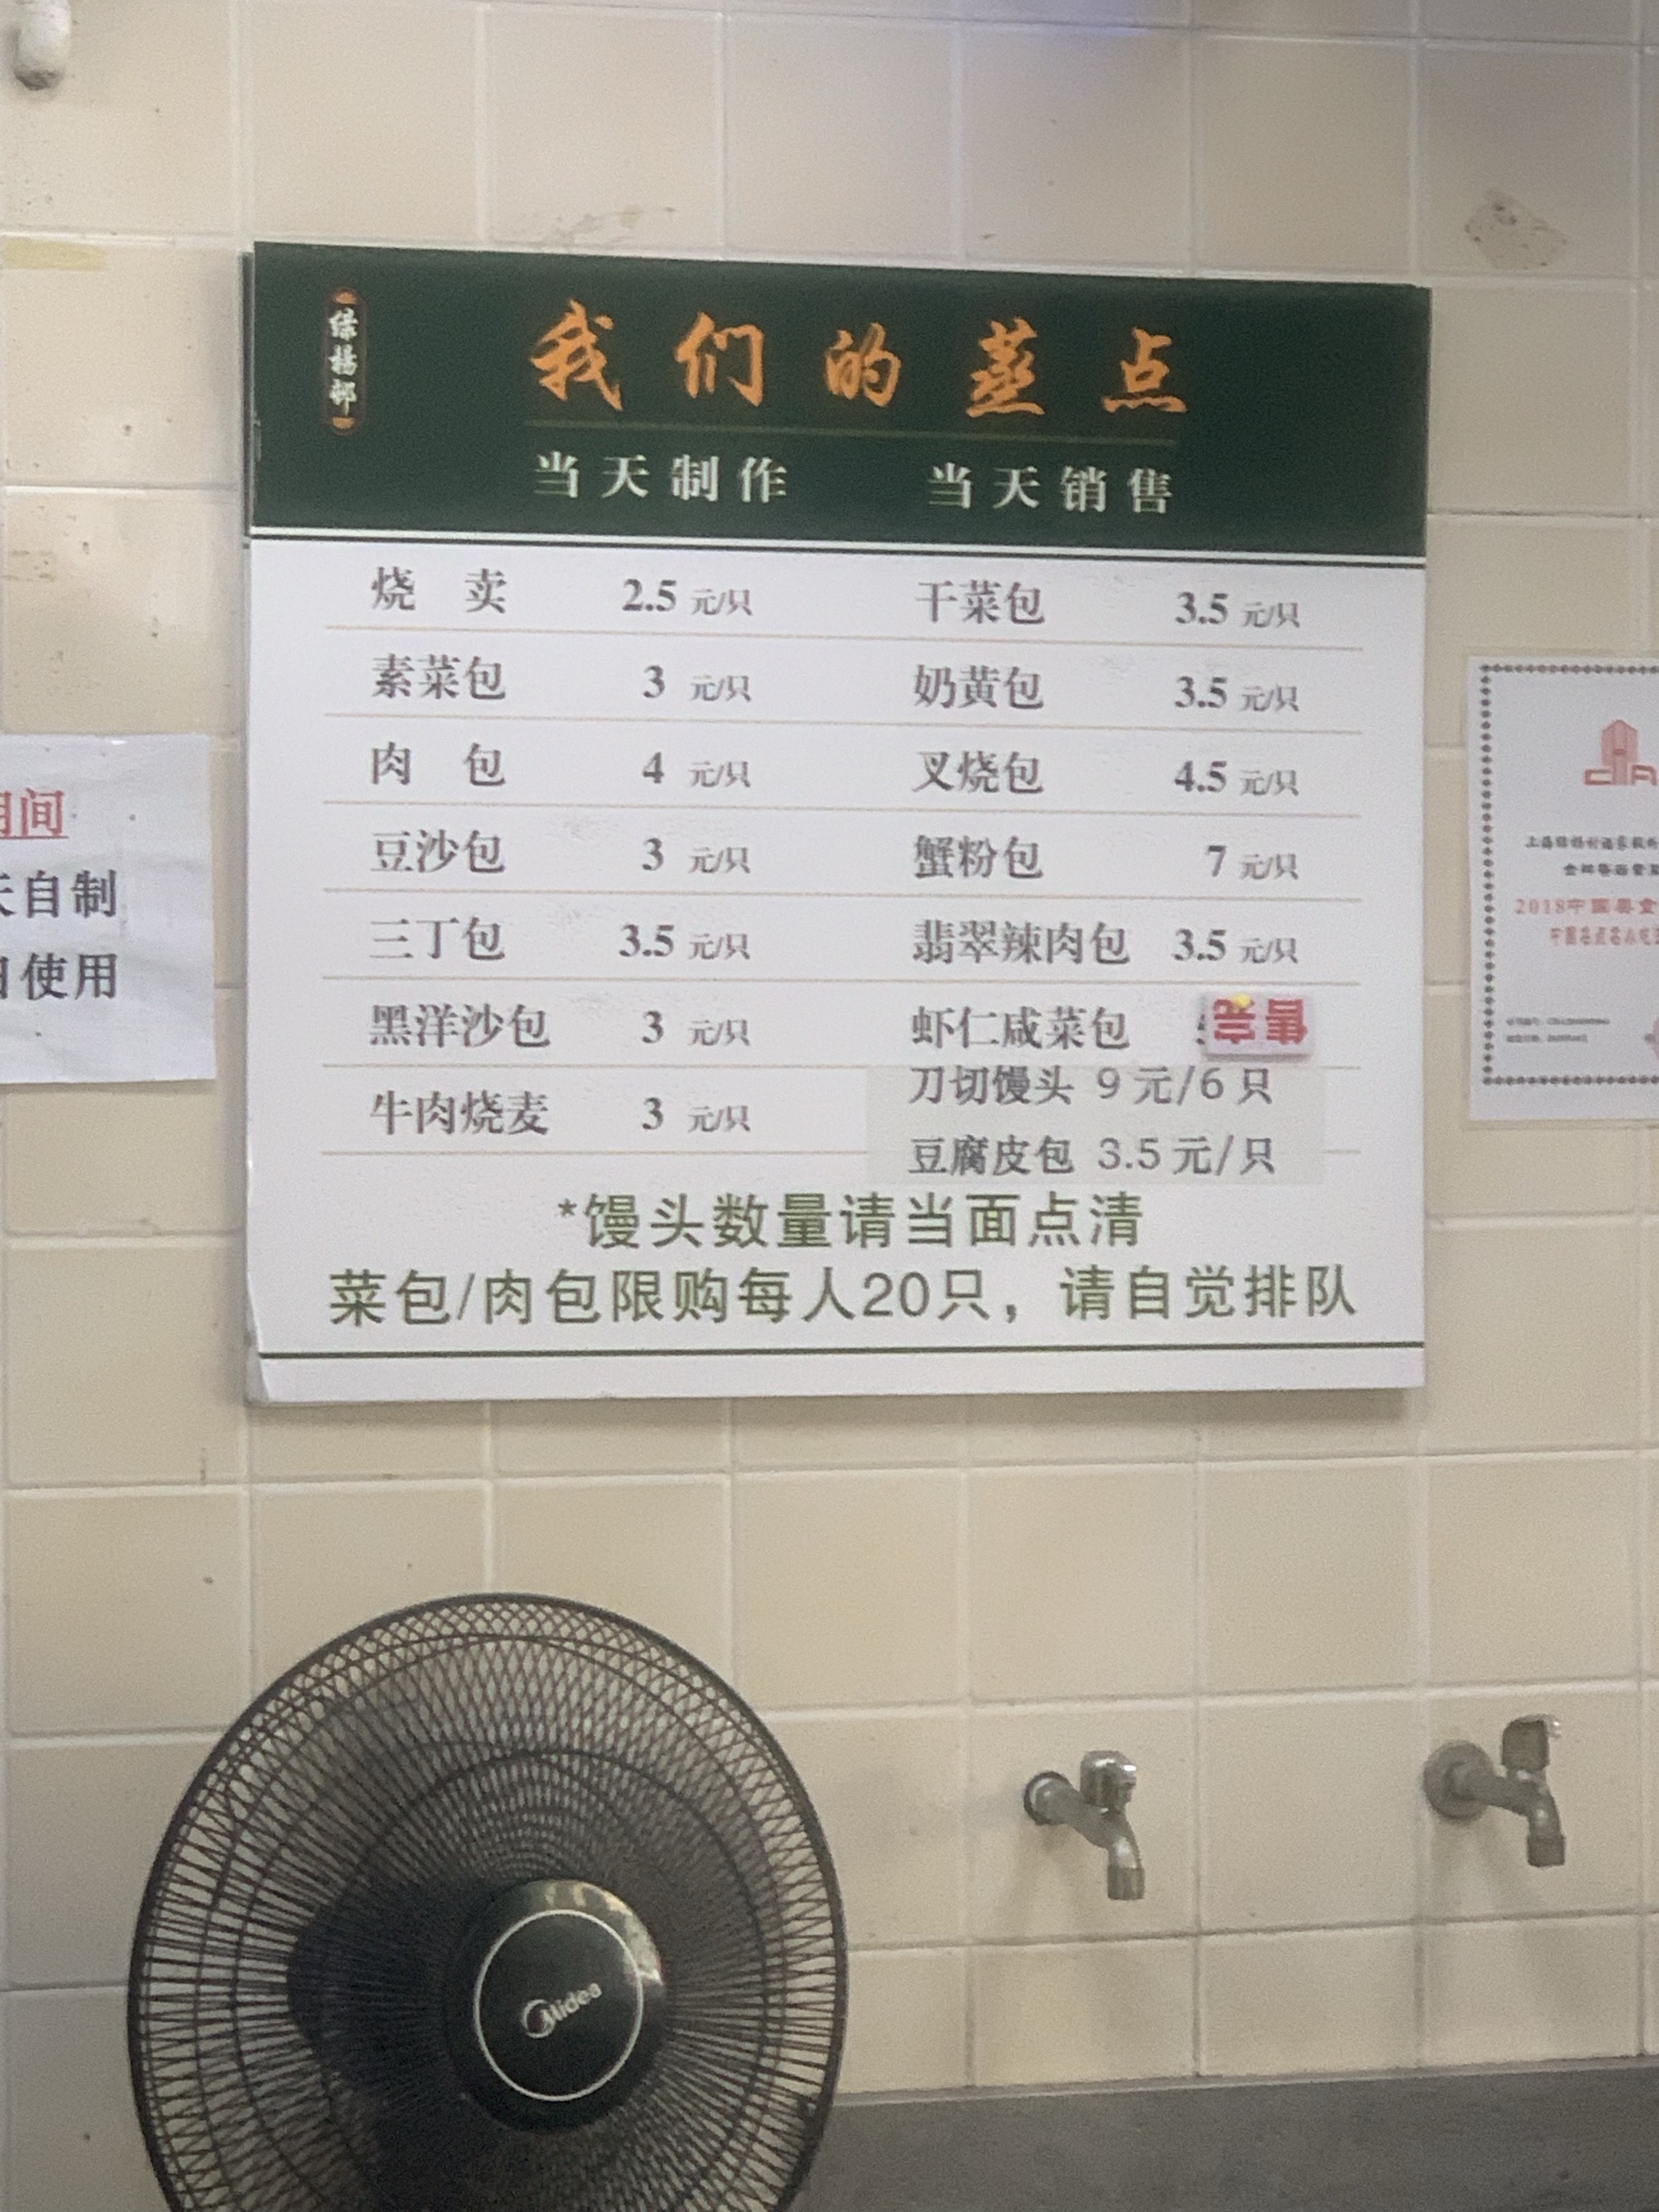 绿杨邨
我们的蒸点
当天制作 当天销售
烧卖 2.5 元/只 干菜包 3.5 元/只
素菜包 3 元/只 奶黄包 3.5 元/只
肉包 4 元/只 叉烧包 4.5 元/只
豆沙包 3 元/只 蟹粉包 7 元/只
三丁包 3.5 元/只 翡翠辣肉包 3.5 元/只
黑洋沙包 3 元/只 虾仁咸菜包 售完
牛肉烧麦 3 元/只 刀切馒头 9 元/6 只
豆腐皮包 3.5 元/只
*馒头数量请当面点清
菜包/肉包限购每人20只，请自觉排队
间
自制
使用
2018中国
Midea